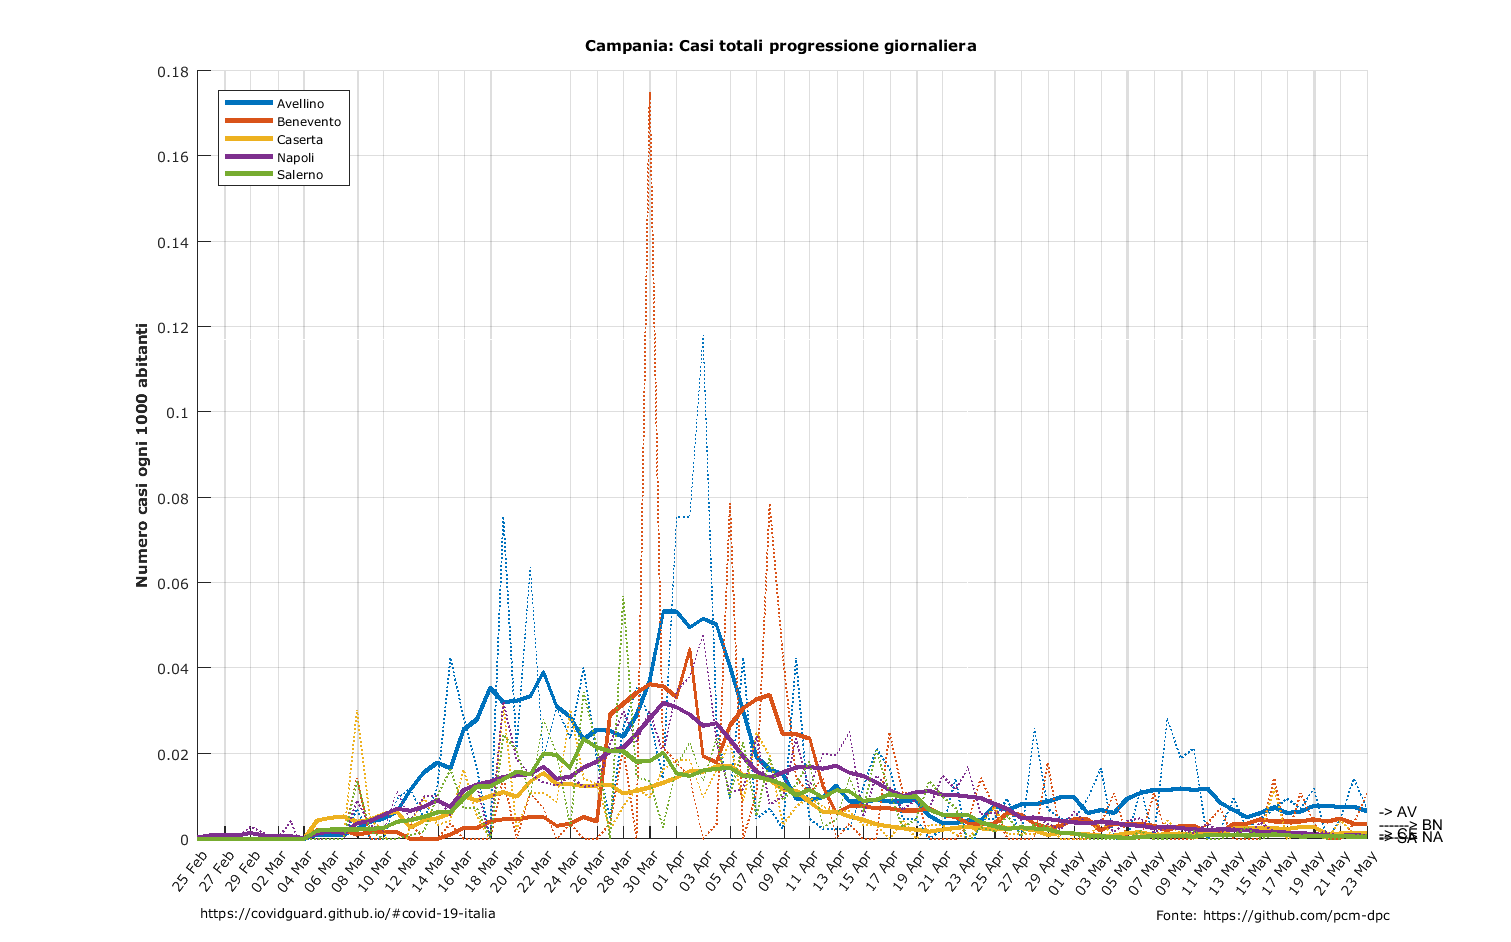 Campania: Casi totali progressione giornaliera
Numero casi ogni 1000 abitanti
0.18
0.16
0.14
0.12
0.1
0.08
0.06
0.04
0.02
0
Avellino
Benevento
Caserta
Napoli
Salerno
25 Feb
27 Feb
29 Feb
02 Mar
04 Mar
06 Mar
08 Mar
10 Mar
12 Mar
14 Mar
16 Mar
18 Mar
20 Mar
22 Mar
24 Mar
26 Mar
28 Mar
30 Mar
01 Apr
03 Apr
05 Apr
07 Apr
09 Apr
11 Apr
13 Apr
15 Apr
17 Apr
19 Apr
21 Apr
23 Apr
25 Apr
27 Apr
29 Apr
01 May
03 May
05 May
07 May
09 May
11 May
13 May
15 May
17 May
19 May
21 May
23 May
-> AV
-----> BN
-> SA NA
https://covidguard.github.io/#covid-19-italia
Fonte: https://github.com/pcm-dpc